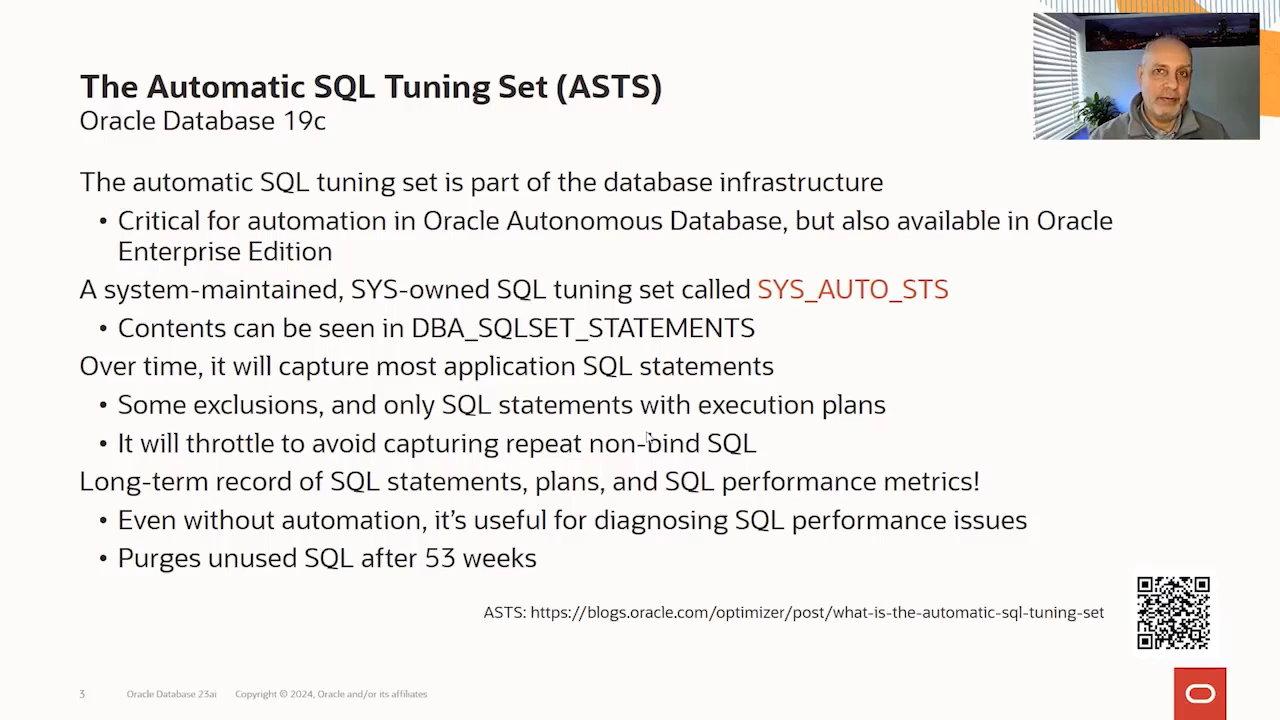 The Automatic SQL Tuning Set (ASTS)
Oracle Database 19c
The automatic SQL tuning set is part of the database infrastructure
• Critical for automation in Oracle Autonomous Database, but also available in Oracle
Enterprise Edition
A system-maintained, SYS-owned SQL tuning set called SYS_AUTO_STS
• Contents can be seen in DBA_SQLSET_STATEMENTS
Over time, it will capture most application SQL statements
• Some exclusions, and only SQL statements with execution plans
• It will throttle to avoid capturing repeat non-bind SQL
Long-term record of SQL statements, plans, and SQL performance metrics!
• Even without automation, it’s useful for diagnosing SQL performance issues
• Purges unused SQL after 53 weeks
ASTS: https://blogs.oracle.com/optimizer/post/what-is-the-automatic-sql-tuning-set
3 Oracle Database 23ai Copyright © 2024, Oracle and/or its affiliates